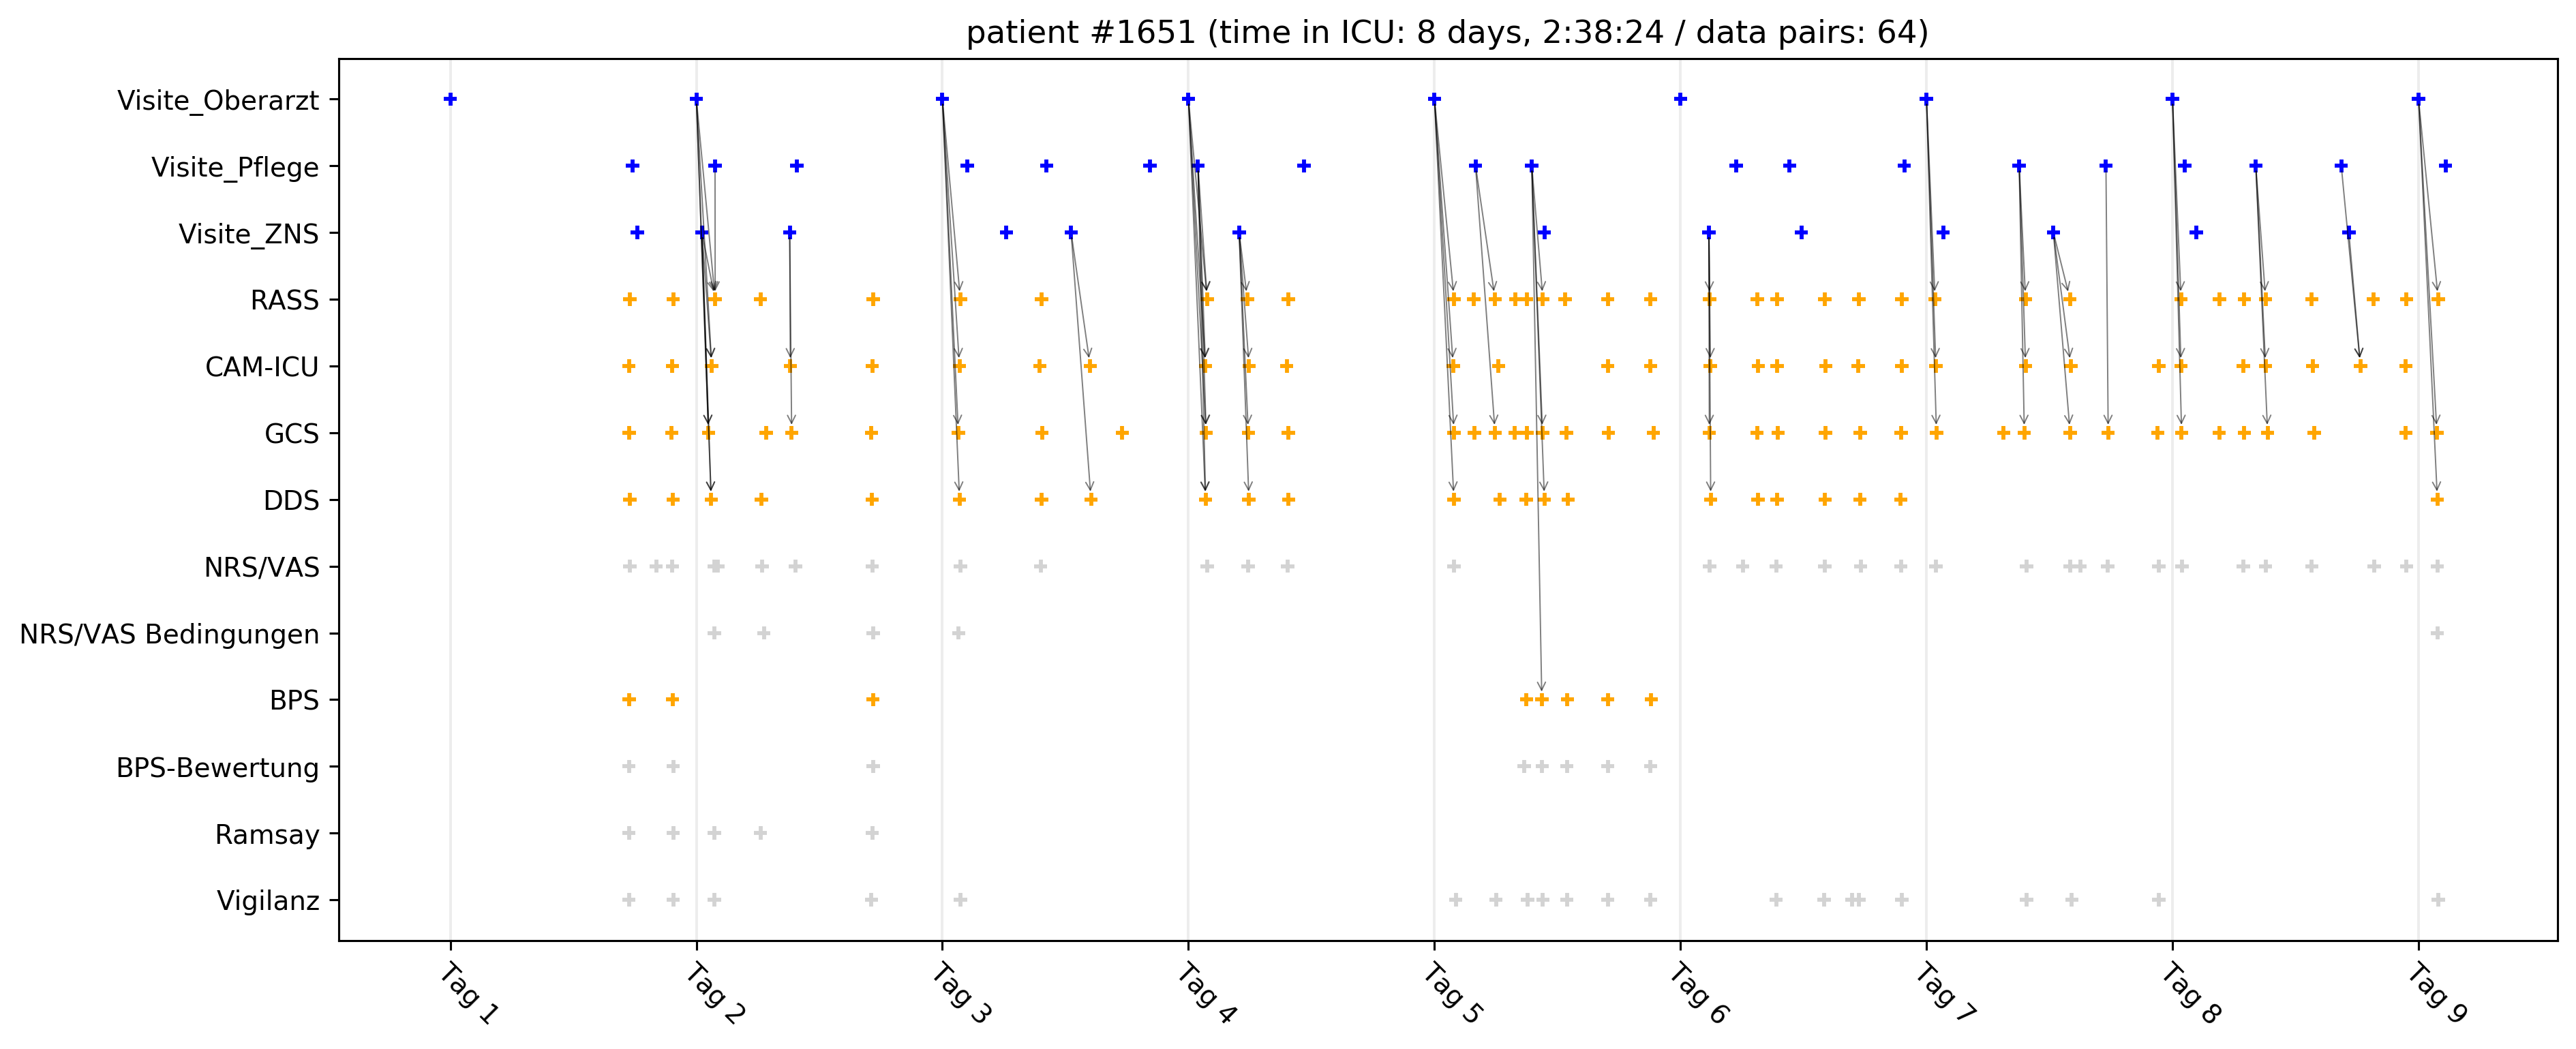 patient #1651 (time in ICU: 8 days, 2:38:24 / data pairs: 64)
Visite_Oberarzt
Visite_Pflege
Visite_ZNS
RASS
CAM-ICU
GCS
DDS
NRS/VAS
NRS/VAS Bedingungen
BPS
BPS-Bewertung
Ramsay
Vigilanz
Tag 1
Tag 2
Tag 3
Tag 4
Tag 5
Tag 6
Tag 7
Tag 8
Tag 9